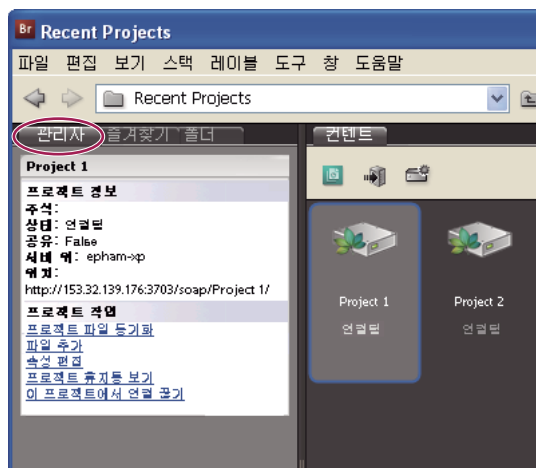 Br Recent Projects
파일 편집 보기 스택 레이블 도구 창 도움말
Recent Projects
관리자 즐겨찾기 폴더 컨텐트
Project 1
프로젝트 정보
주석:
상태: 연결됨
공유: False
서버 위: epham-xp
위치:
http://153.32.139.176:3703/soap/Project 1/
프로젝트 작업
프로젝트 파일 동기화
파일 추가
속성 편집
프로젝트 휴지통 보기
이 프로젝트에서 연결 끊기
Project 1
연결됨
Project 2
연결됨